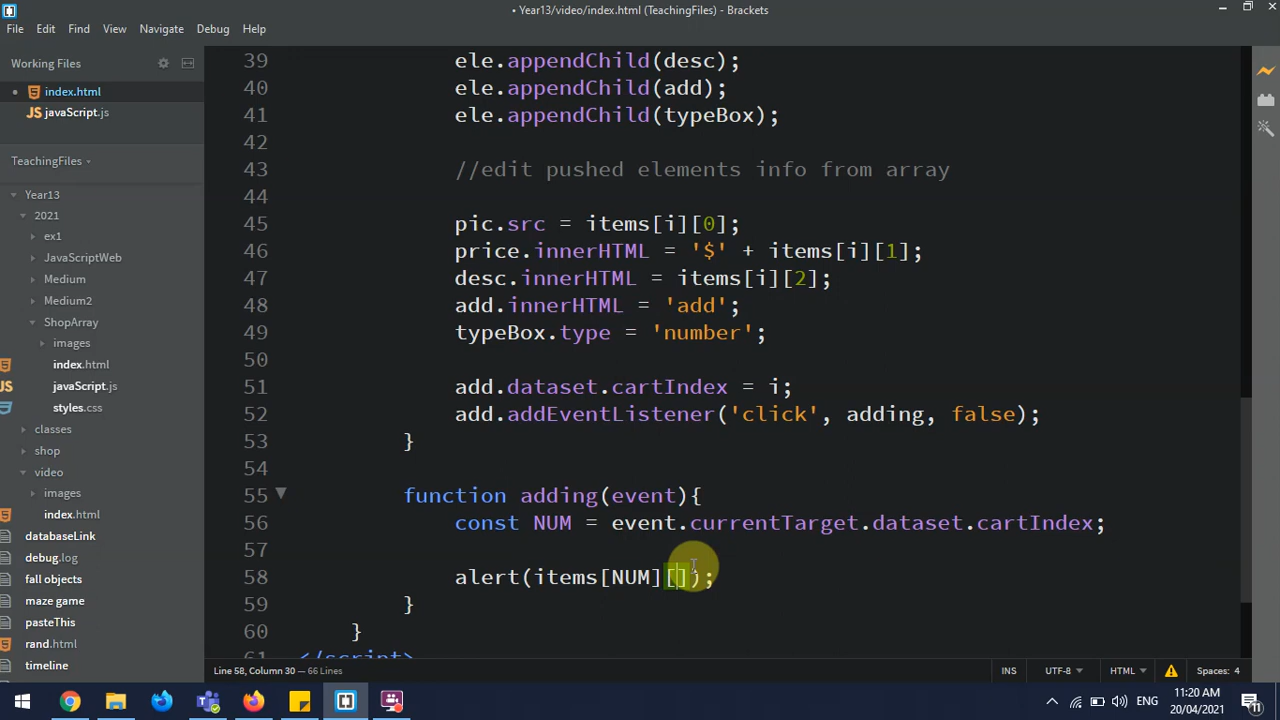 • Year13/video/index.html (TeachingFiles) - Brackets
File Edit Find View Navigate Debug Help
Working Files
index.html
JS javaScript.js
TeachingFiles
Year13
2021
ex1
JavaScriptWeb
Medium
Medium2
ShopArray
images
index.html
JS javaScript.js
styles.css
classes
shop
video
images
index.html
databaseLink
debug.log
fall objects
maze game
pasteThis
rand.html
timeline
39 ele.appendChild(desc);
40 ele.appendChild(add);
41 ele.appendChild(typeBox);
42
43 //edit pushed elements info from array
44
45 pic.src = items[i][0];
46 price.innerHTML = '$' + items[i][1];
47 desc.innerHTML = items[i][2];
48 add.innerHTML = 'add';
49 typeBox.type = 'number';
50
51 add.dataset.cartIndex = i;
52 add.addEventListener('click', adding, false);
53 }
54
55 function adding(event){
56 const NUM = event.currentTarget.dataset.cartIndex;
57
58 alert(items[NUM][]);
59 }
60 }
61 </script>
Line 58, Column 30 — 66 Lines
INS UTF-8 HTML Spaces: 4
ENG 11:20 AM
20/04/2021
11